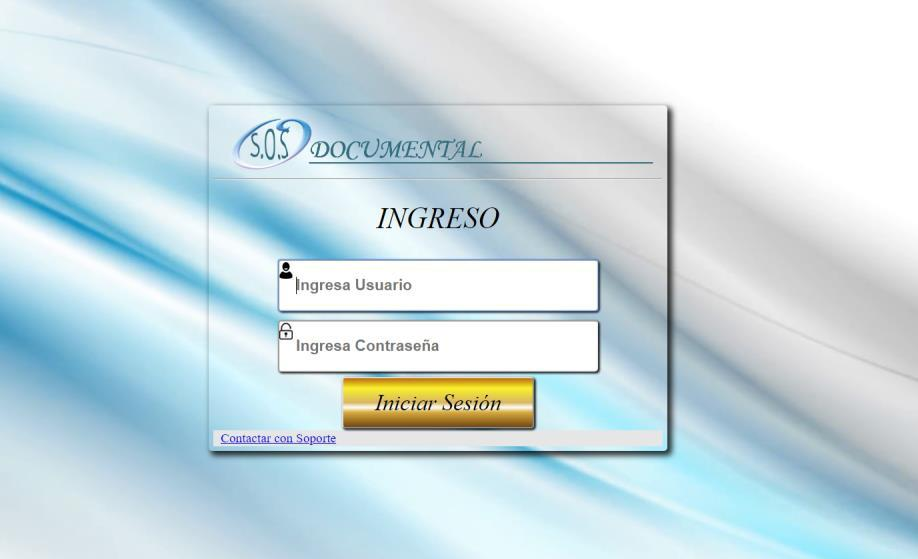 S.O.S DOCUMENTAL
INGRESO
Ingresa Usuario
Ingresa Contraseña
Iniciar Sesión
Contactar con Soporte